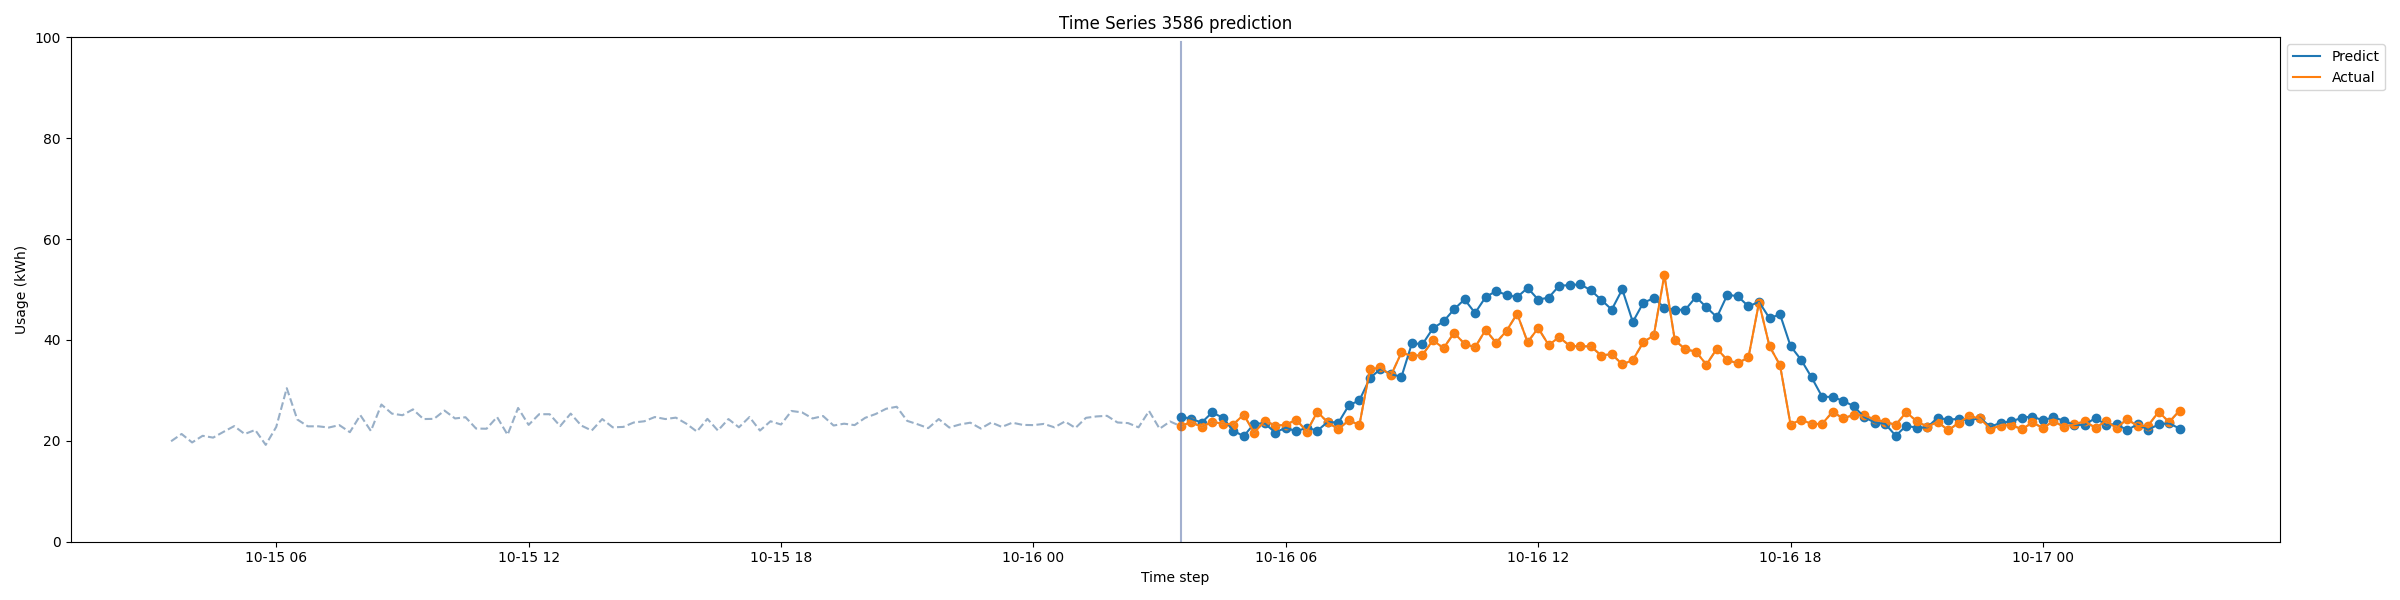 Time Series 3586 prediction
Predict
Actual
Usage (kWh)
100
80
60
40
20
0
10-15 06
10-15 12
10-15 18
10-16 00
10-16 06
10-16 12
10-16 18
10-17 00
Time step